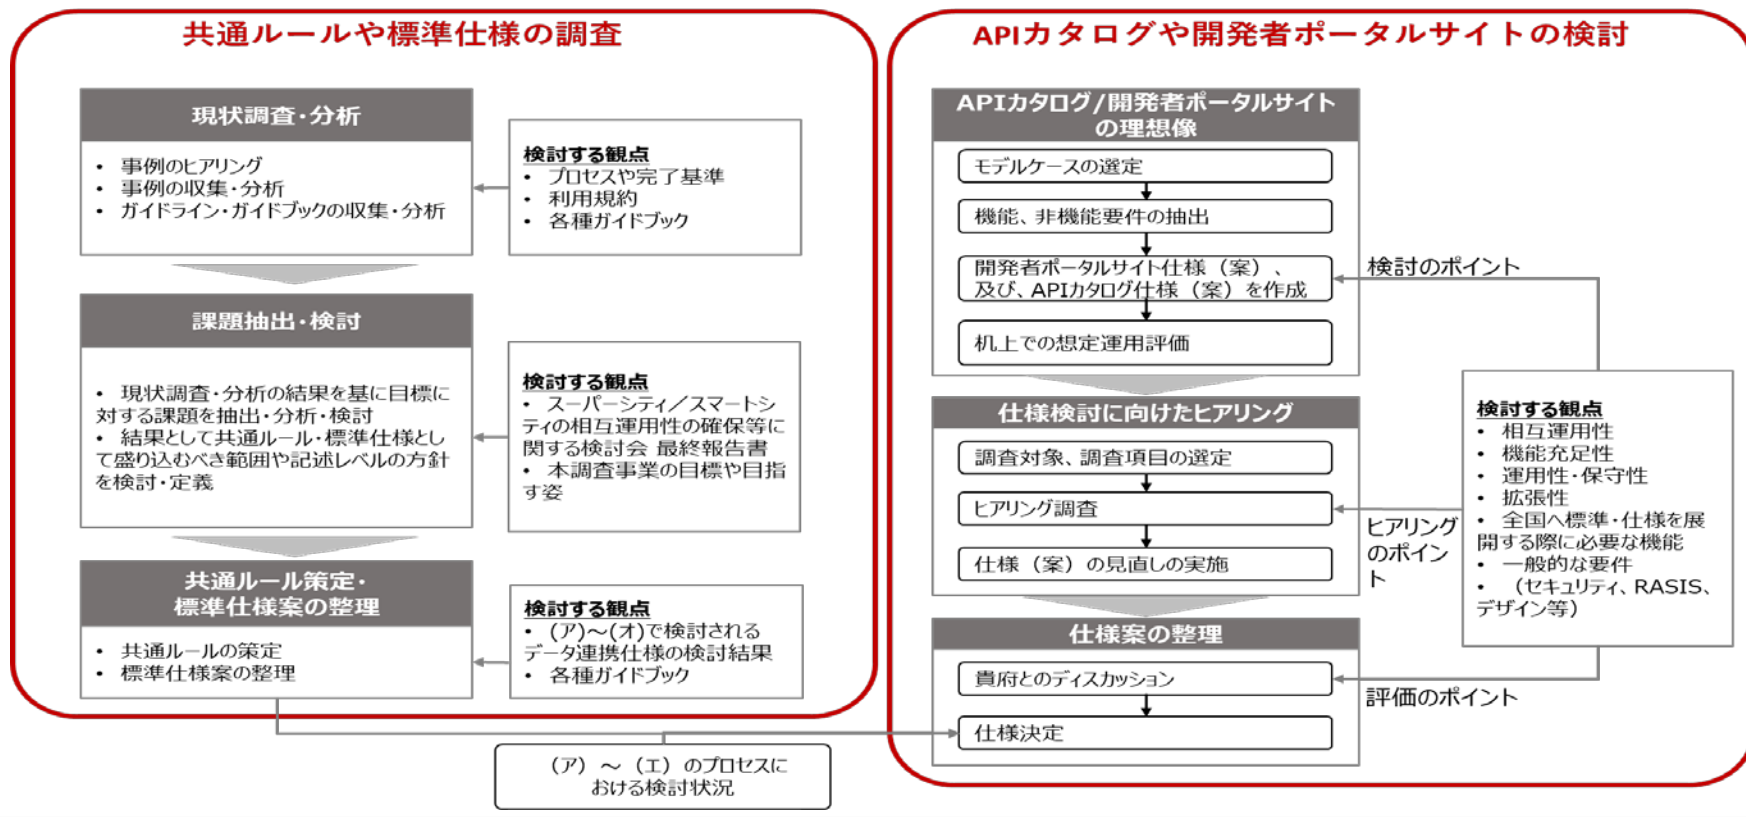 共通ルールや標準仕様の調査
現状調査・分析
• 事例のヒアリング
• 事例の収集・分析
• ガイドライン・ガイドブックの収集・分析
検討する観点
• プロセスや完了基準
• 利用規約
• 各種ガイドブック
課題抽出・検討
• 現状調査・分析の結果を基に目標に
対する課題を抽出・分析・検討
• 結果として共通ルール・標準仕様とし
て盛り込むべき範囲や記述レベルの方針
を検討・定義
検討する観点
• スーパーシティ／スマートシ
ティの相互運用性の確保等に
関する検討会 最終報告書
• 本調査事業の目標や目指
す姿
共通ルール策定・
標準仕様案の整理
• 共通ルールの策定
• 標準仕様案の整理
検討する観点
• (ア)～(オ)で検討される
データ連携仕様の検討結果
• 各種ガイドブック
（ア）～（エ）のプロセスに
おける検討状況
APIカタログや開発者ポータルサイトの検討
APIカタログ/開発者ポータルサイト
の理想像
モデルケースの選定
機能、非機能要件の抽出
開発者ポータルサイト仕様（案）、
及び、APIカタログ仕様（案）を作成
机上での想定運用評価
検討のポイント
仕様検討に向けたヒアリング
調査対象、調査項目の選定
ヒアリング調査
仕様（案）の見直しの実施
ヒアリング
のポイン
ト
検討する観点
• 相互運用性
• 機能充足性
• 運用性・保守性
• 拡張性
• 全国へ標準・仕様を展
開する際に必要な機能
• 一般的な要件
• （セキュリティ、RASIS、
デザイン等）
仕様案の整理
貴府とのディスカッション
仕様決定
評価のポイント